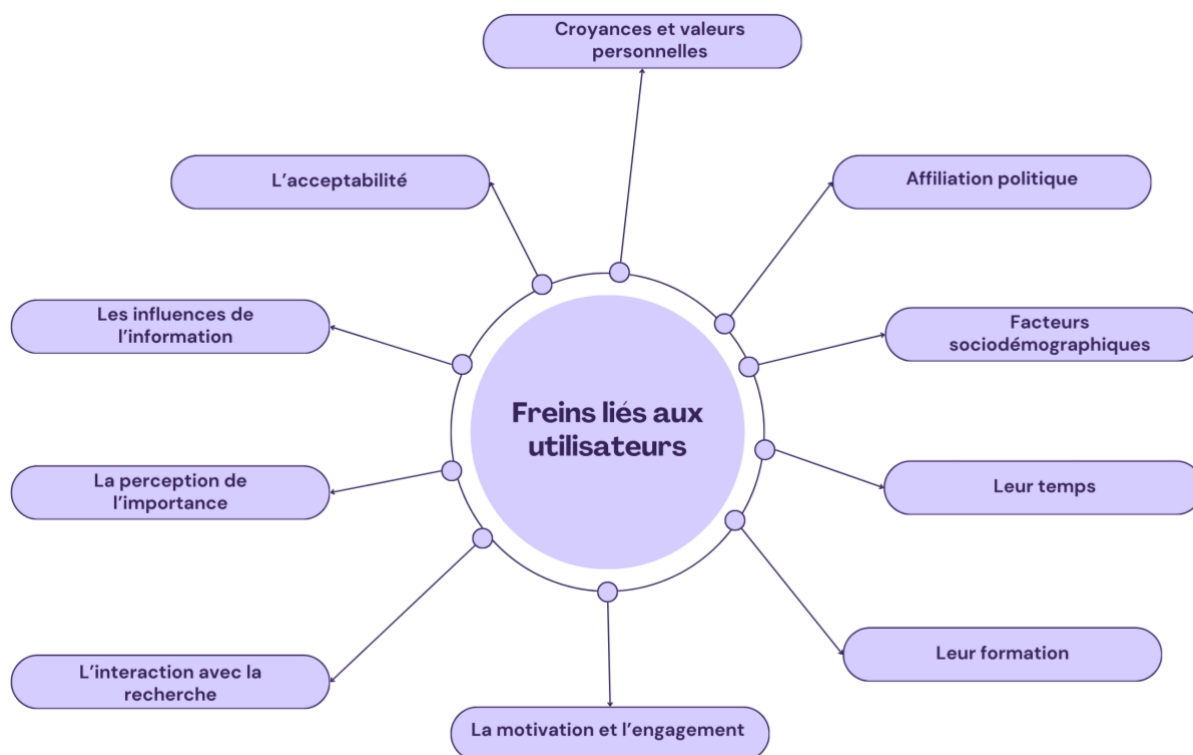 Croyances et valeurs
personnelles
L'acceptabilité
Affiliation politique
Les influences de
l'information
Facteurs
sociodémographiques
Freins liés aux
utilisateurs
La perception de
l'importance
Leur temps
L'interaction avec la
recherche
Leur formation
La motivation et l'engagement